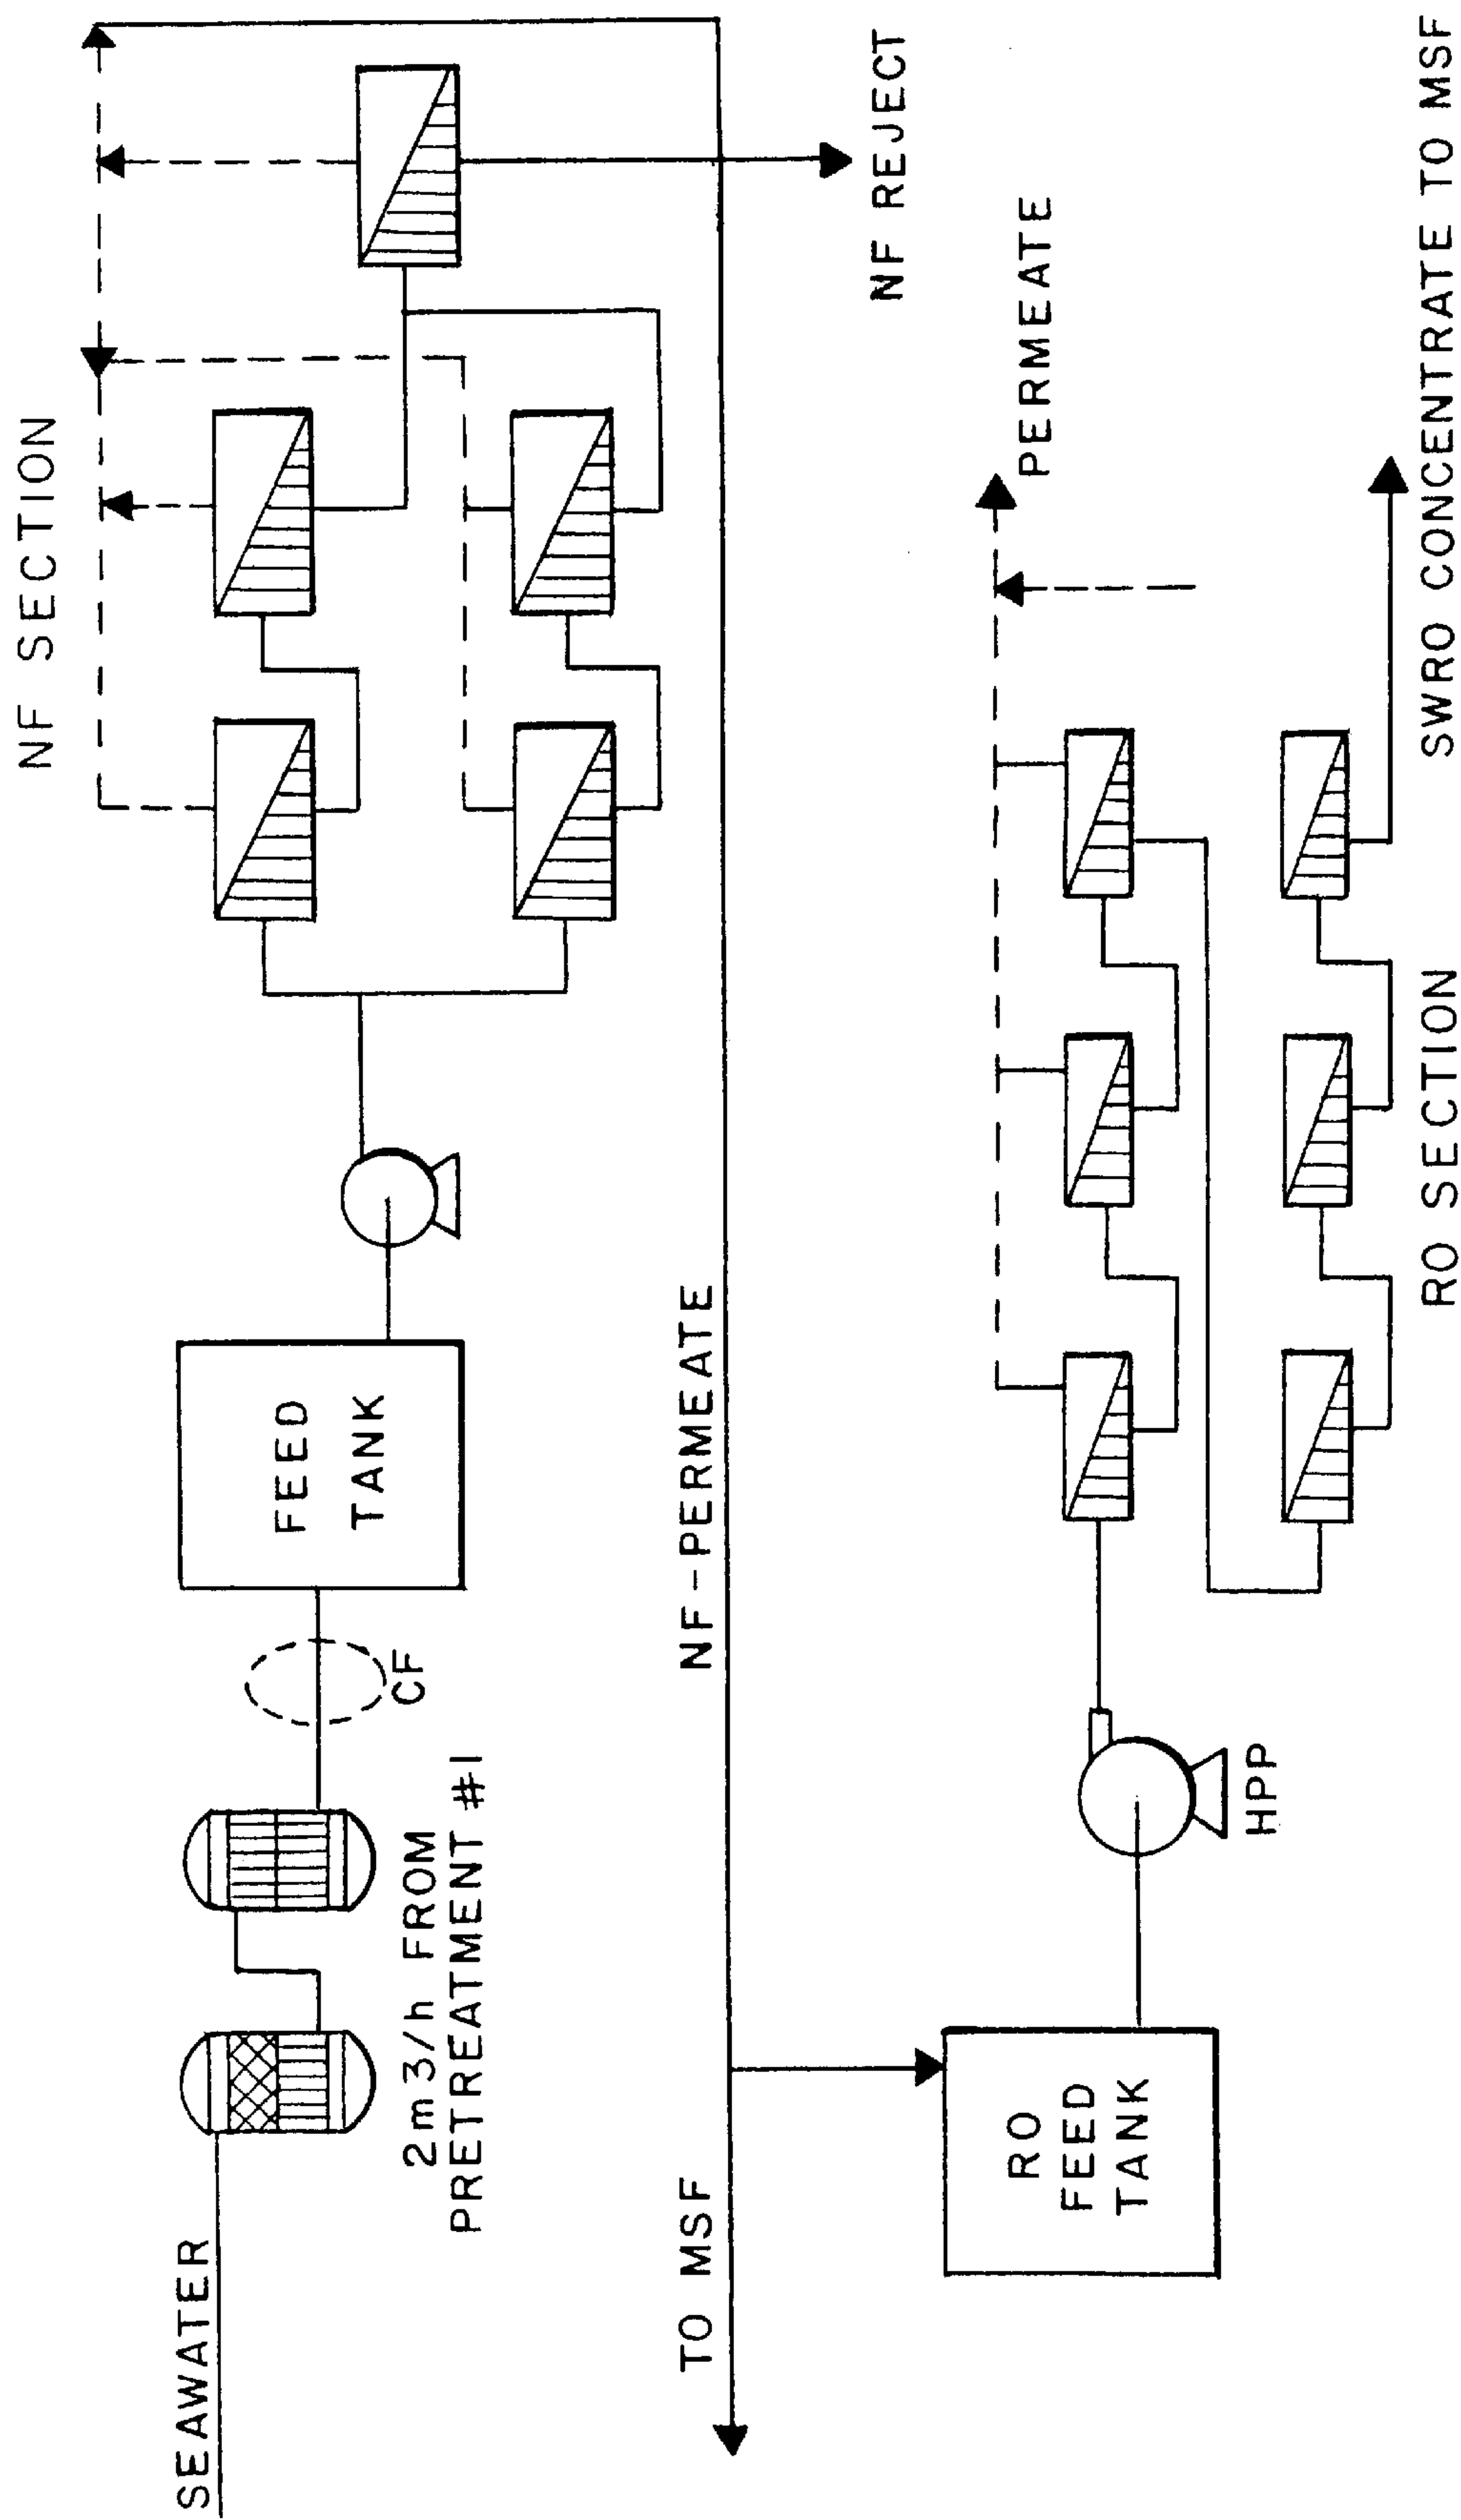 NF SECTION
SEAWATER
FEED
TANK
CF
2m3/h FROM
PRETREATMENT #1
NF-PERMEATE
TO MSF
NF REJECT
PERMEATE
RO
FEED
TANK
HPP
RO SECTION
SWRO CONCENTRATE TO MSF